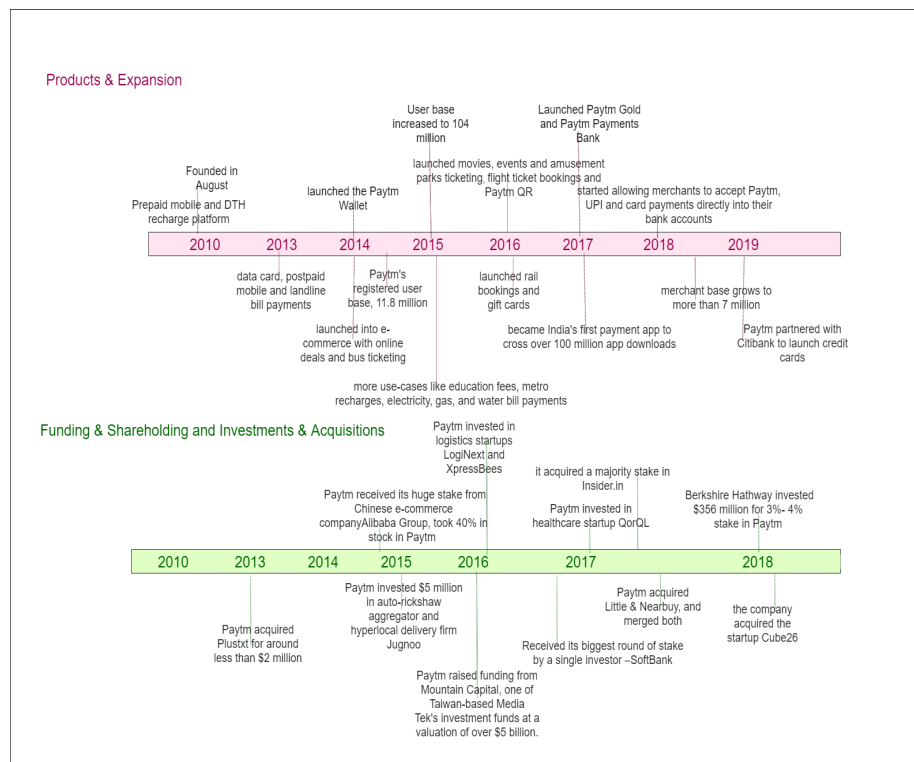 Products & Expansion
User base
increased to 104
million
Launched Paytm Gold
and Paytm Payments
Bank
launched movies, events and amusement
parks ticketing, flight ticket bookings and
Paytm QR
Founded in
August
Prepaid mobile and DTH
recharge platform
launched the Paytm
Wallet
started allowing merchants to accept Paytm,
UPI and card payments directly into their
bank accounts
2010 2013 2014 2015 2016 2017 2018 2019
data card, postpaid
mobile and landline
bill payments
Paytm's
registered user
base, 11.8 million
launched rail
bookings and
gift cards
merchant base grows to
more than 7 million
launched into e-
commerce with online
deals and bus ticketing
became India's first payment app to
cross over 100 million app downloads
Paytm partnered with
Citibank to launch credit
cards
more use-cases like education fees, metro
recharges, electricity, gas, and water bill payments
Funding & Shareholding and Investments & Acquisitions
Paytm invested in
logistics startups
LogiNext and
XpressBees
it acquired a majority stake in
Insider.in
Paytm received its huge stake from
Chinese e-commerce
companyAlibaba Group, took 40% in
stock in Paytm
Paytm invested in
healthcare startup QorQL
Berkshire Hathway invested
$356 million for 3%- 4%
stake in Paytm
2010 2013 2014 2015 2016 2017 2018
Paytm acquired
Plustxt for around
less than $2 million
Paytm invested $5 million
in auto-rickshaw
aggregator and
hyperlocal delivery firm
Jugnoo
Paytm acquired
Little & Nearbuy, and
merged both
the company
acquired the
startup Cube26
Received its biggest round of stake
by a single investor –SoftBank
Paytm raised funding from
Mountain Capital, one of
Taiwan-based Media
Tek's investment funds at a
valuation of over $5 billion.